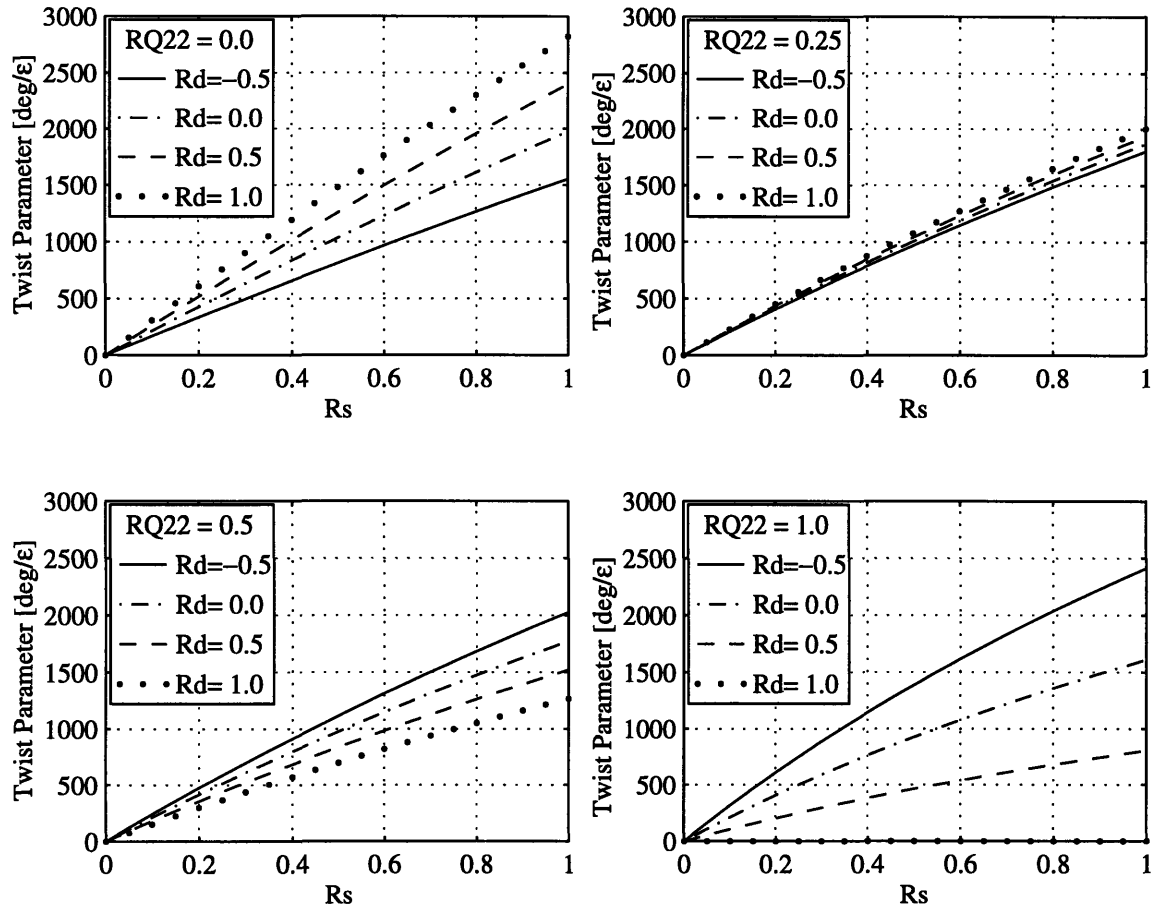 Twist Parameter [deg/ε]
3000
2500
2000
1500
1000
500
0
RQ22 = 0.0
Rd=−0.5
Rd= 0.0
Rd= 0.5
Rd= 1.0
0 0.2 0.4 0.6 0.8 1
Rs
Twist Parameter [deg/ε]
3000
2500
2000
1500
1000
500
0
RQ22 = 0.25
Rd=−0.5
Rd= 0.0
Rd= 0.5
Rd= 1.0
0 0.2 0.4 0.6 0.8 1
Rs
Twist Parameter [deg/ε]
3000
2500
2000
1500
1000
500
0
RQ22 = 0.5
Rd=−0.5
Rd= 0.0
Rd= 0.5
Rd= 1.0
0 0.2 0.4 0.6 0.8 1
Rs
Twist Parameter [deg/ε]
3000
2500
2000
1500
1000
500
0
RQ22 = 1.0
Rd=−0.5
Rd= 0.0
Rd= 0.5
Rd= 1.0
0 0.2 0.4 0.6 0.8 1
Rs